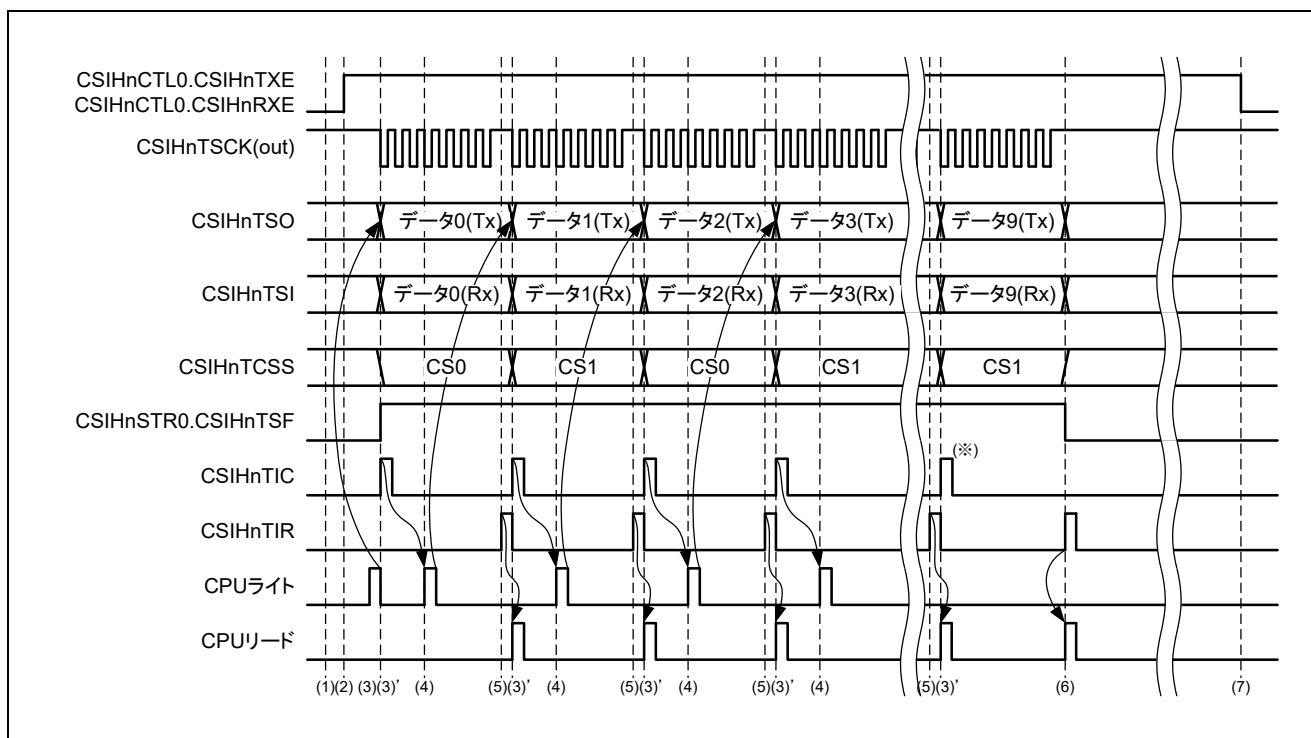 CSIHnCTL0.CSIHnTXE
CSIHnCTL0.CSIHnRXE
CSIHnTSCK(out)
CSIHnTSO データ0(Tx) データ1(Tx) データ2(Tx) データ3(Tx) データ9(Tx)
CSIHnTSI データ0(Rx) データ1(Rx) データ2(Rx) データ3(Rx) データ9(Rx)
CSIHnTCSS CS0 CS1 CS0 CS1 CS1
CSIHnSTR0.CSIHnTSF
(※)
CSIHnTIC
CSIHnTIR
CPUライト
CPUリード
(1)(2) (3)(3)' (4) (5)(3)' (4) (5)(3)' (4) (5)(3)' (4) (5)(3)' (6) (7)